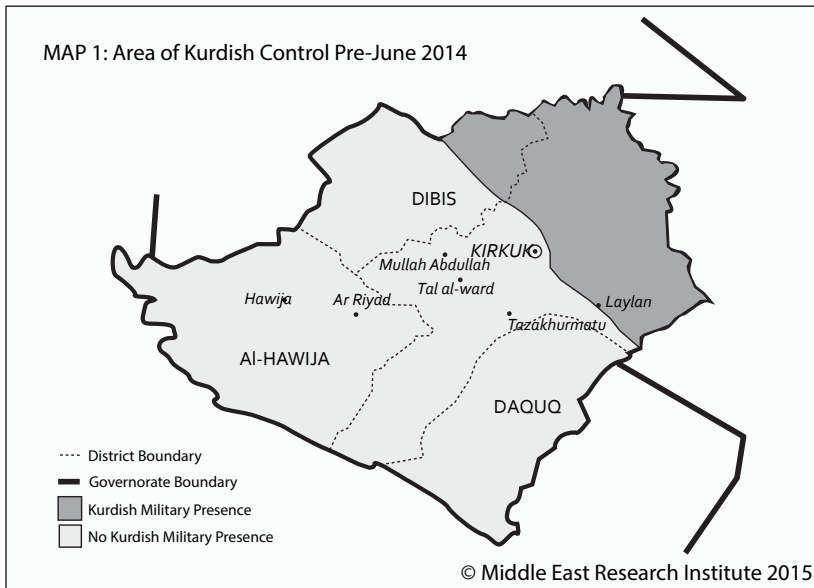 MAP 1: Area of Kurdish Control Pre-June 2014
DIBIS
KIRKUK
Mullah Abdullah
Tal al-ward
Hawija
Ar Riyad
Laylan
Tazakhurmatu
Al-HAWIJA
DAQUQ
District Boundary
Governorate Boundary
Kurdish Military Presence
No Kurdish Military Presence
© Middle East Research Institute 2015